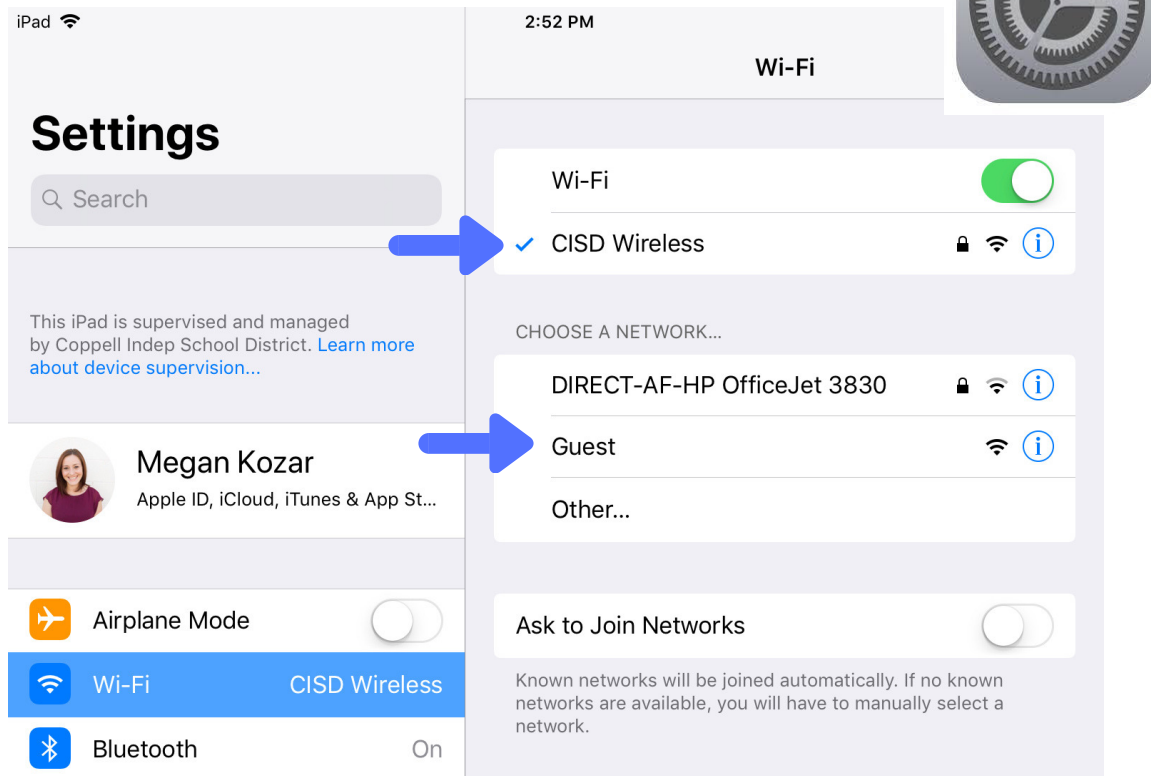 iPad
2:52 PM
Wi-Fi
Settings
Search
This iPad is supervised and managed
by Coppell Indep School District. Learn more
about device supervision...
Megan Kozar
Apple ID, iCloud, iTunes & App St...
Airplane Mode
Wi-Fi CISD Wireless
Bluetooth On
Wi-Fi
CISD Wireless
CHOOSE A NETWORK...
DIRECT-AF-HP OfficeJet 3830
Guest
Other...
Ask to Join Networks
Known networks will be joined automatically. If no known
networks are available, you will have to manually select a
network.